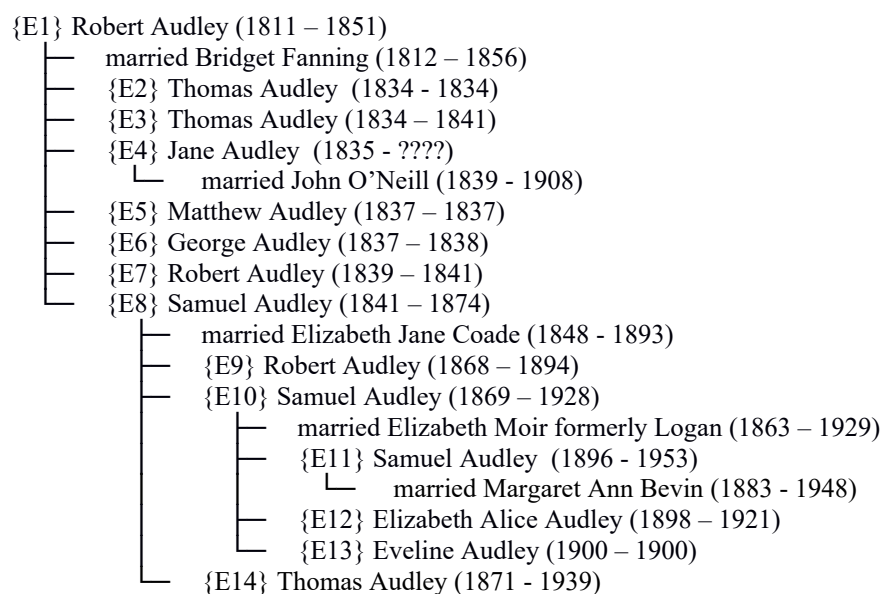 {E1} Robert Audley (1811 – 1851)
married Bridget Fanning (1812 – 1856)
{E2} Thomas Audley (1834 - 1834)
{E3} Thomas Audley (1834 – 1841)
{E4} Jane Audley (1835 - ????)
married John O’Neill (1839 - 1908)
{E5} Matthew Audley (1837 – 1837)
{E6} George Audley (1837 – 1838)
{E7} Robert Audley (1839 – 1841)
{E8} Samuel Audley (1841 – 1874)
married Elizabeth Jane Coade (1848 - 1893)
{E9} Robert Audley (1868 – 1894)
{E10} Samuel Audley (1869 – 1928)
married Elizabeth Moir formerly Logan (1863 – 1929)
{E11} Samuel Audley (1896 - 1953)
married Margaret Ann Bevin (1883 - 1948)
{E12} Elizabeth Alice Audley (1898 – 1921)
{E13} Eveline Audley (1900 – 1900)
{E14} Thomas Audley (1871 - 1939)